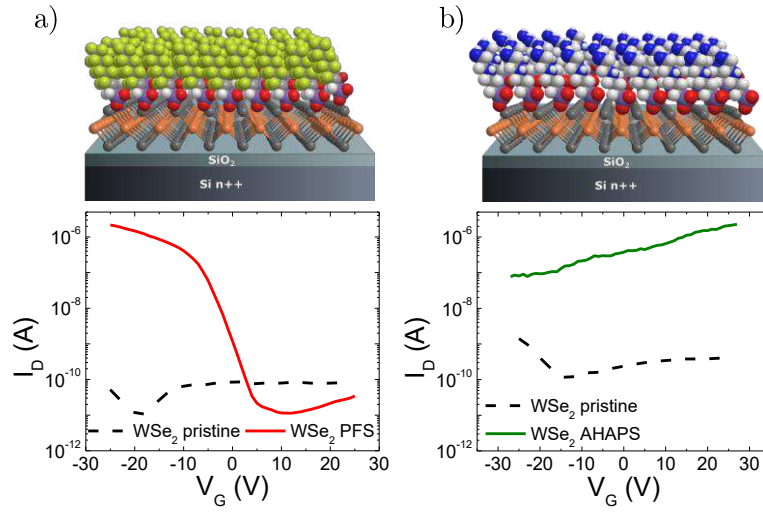 a)
SiO₂
Si n++
10⁻⁶
10⁻⁸
10⁻¹⁰
10⁻¹²
I_D (A)
WSe₂ pristine
WSe₂ PFS
-30 -20 -10 0 10 20 30
V_G (V)
b)
SiO₂
Si n++
10⁻⁶
10⁻⁸
10⁻¹⁰
10⁻¹²
I_D (A)
WSe₂ pristine
WSe₂ AHAPS
-30 -20 -10 0 10 20 30
V_G (V)